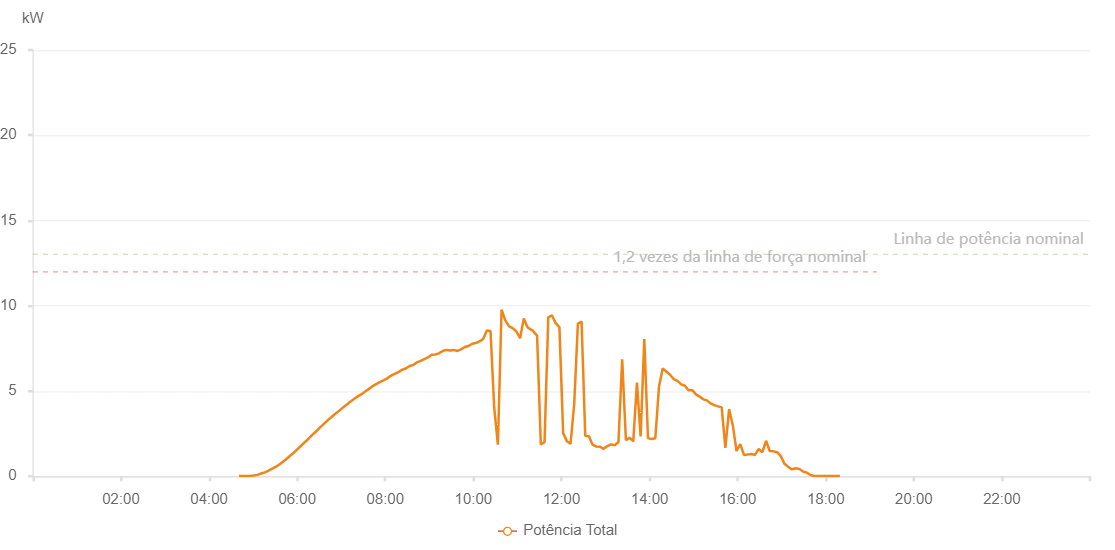 kW
25
20
15
Linha de potência nominal
1,2 vezes da linha de força nominal
10
5
0
02:00 04:00 06:00 08:00 10:00 12:00 14:00 16:00 18:00 20:00 22:00
Potência Total